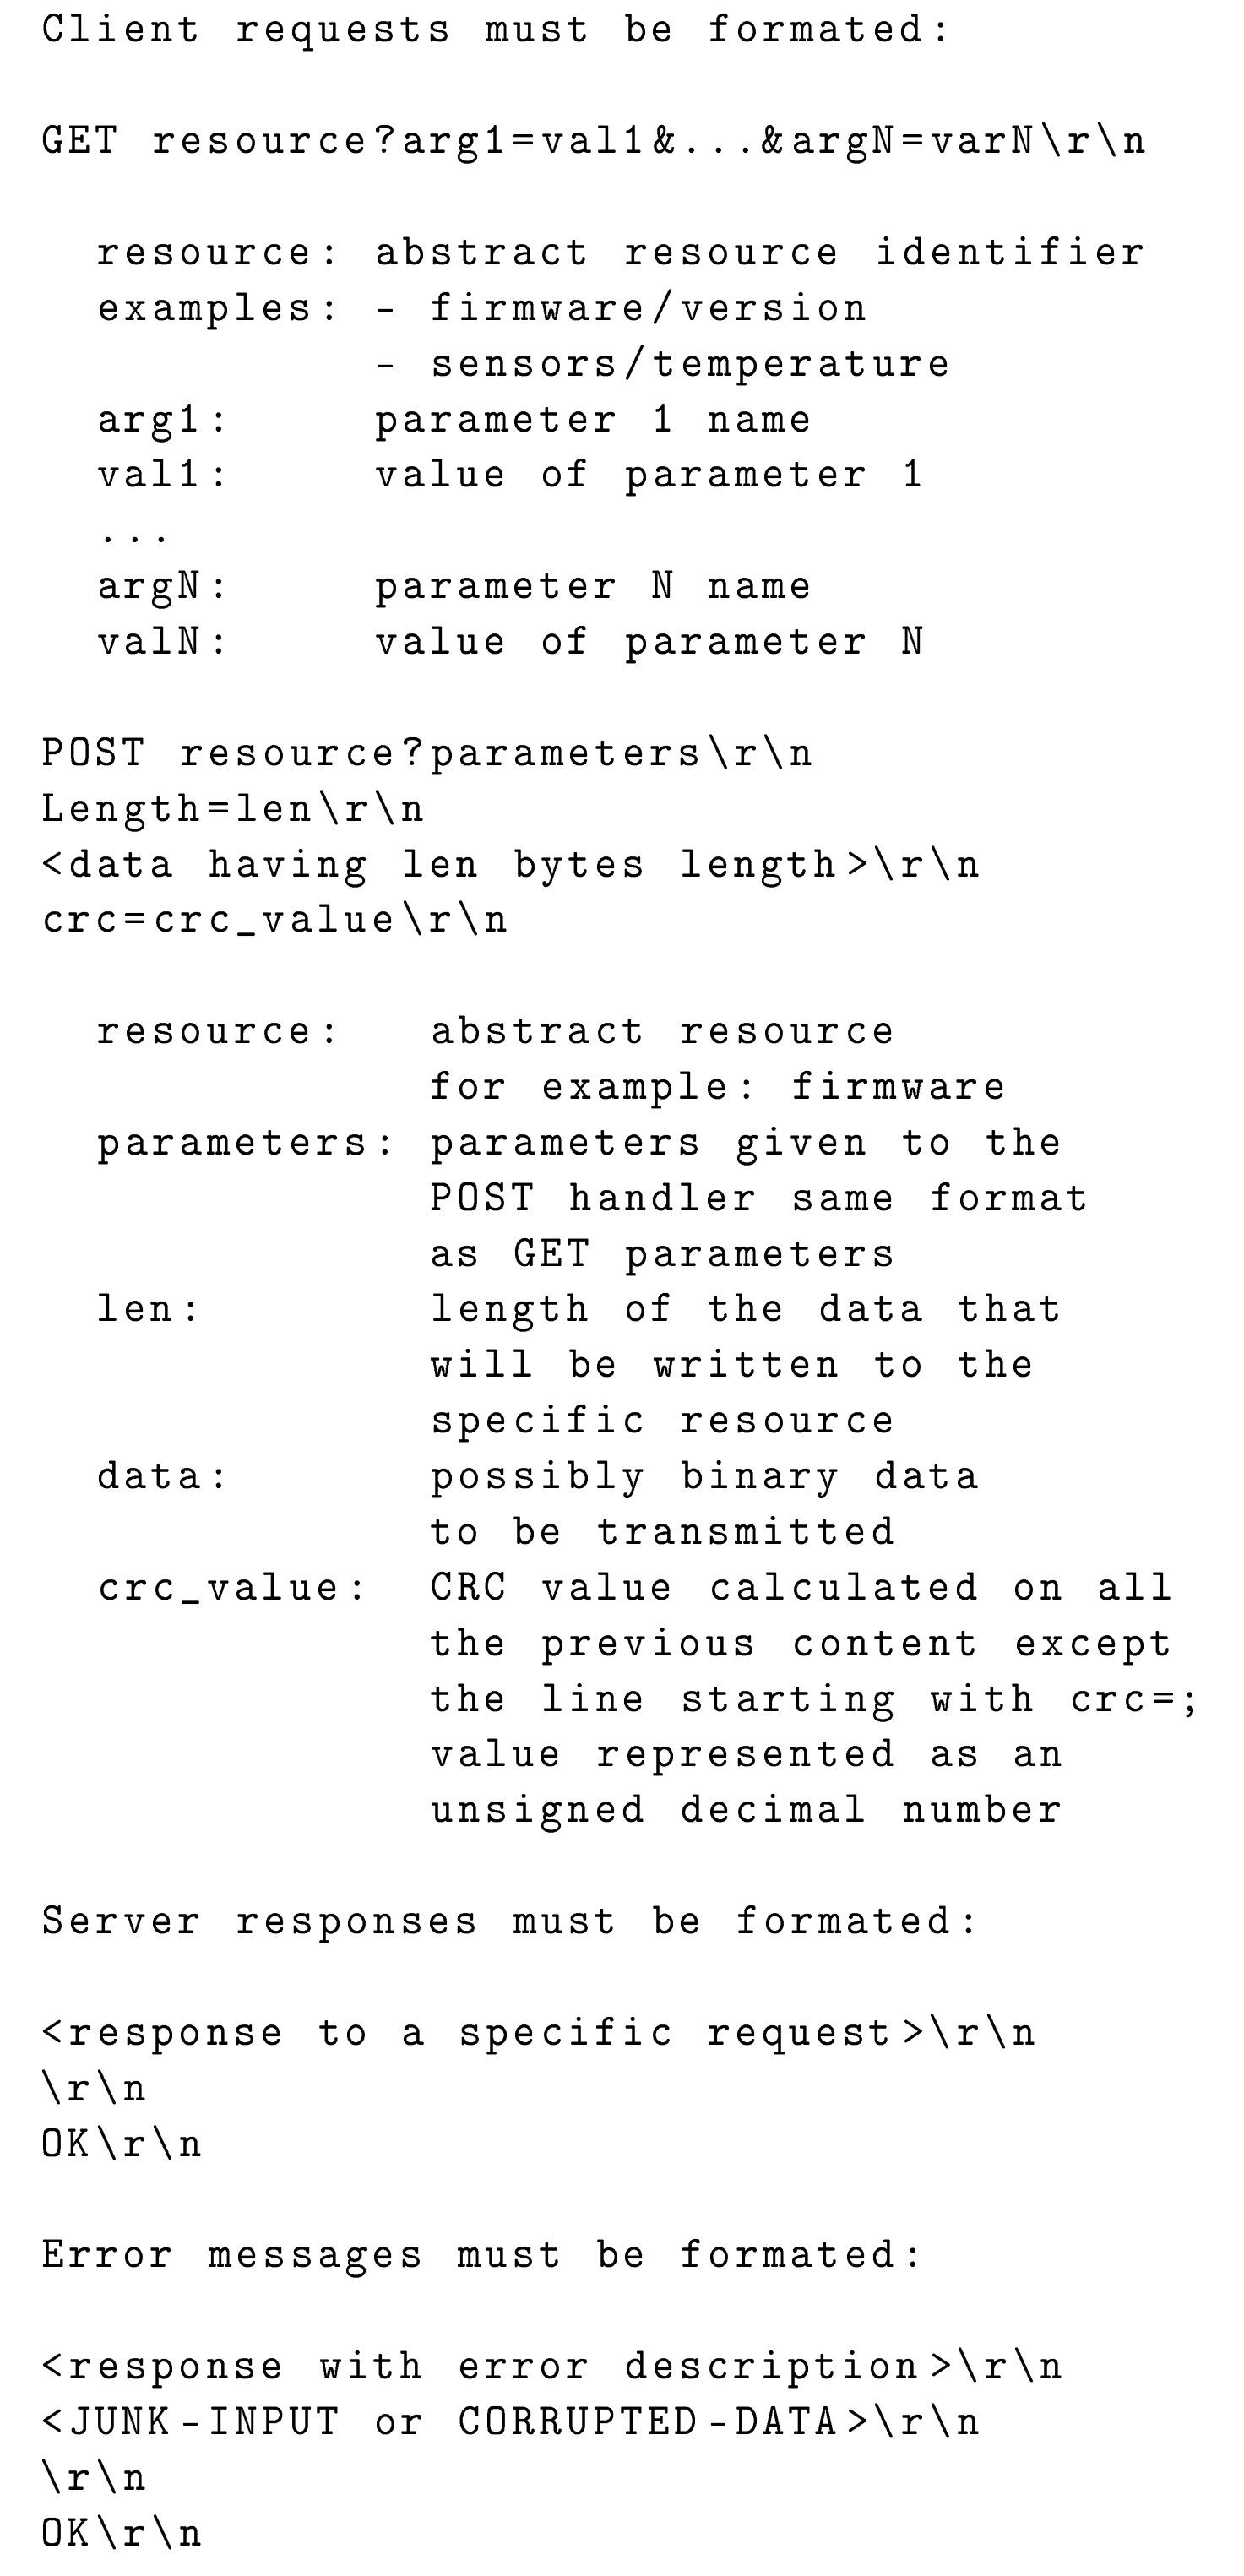 Client requests must be formated:
GET resource?arg1=val1&...&argN=varN\r\n
resource: abstract resource identifier
examples: - firmware/version
- sensors/temperature
arg1: parameter 1 name
val1: value of parameter 1
...
argN: parameter N name
valN: value of parameter N
POST resource?parameters\r\n
Length=len\r\n
<data having len bytes length>\r\n
crc=crc_value\r\n
resource: abstract resource
for example: firmware
parameters: parameters given to the
POST handler same format
as GET parameters
len: length of the data that
will be written to the
specific resource
data: possibly binary data
to be transmitted
crc_value: CRC value calculated on all
the previous content except
the line starting with crc=;
value represented as an
unsigned decimal number
Server responses must be formated:
<response to a specific request>\r\n
\r\n
OK\r\n
Error messages must be formated:
<response with error description>\r\n
<JUNK-INPUT or CORRUPTED-DATA>\r\n
\r\n
OK\r\n